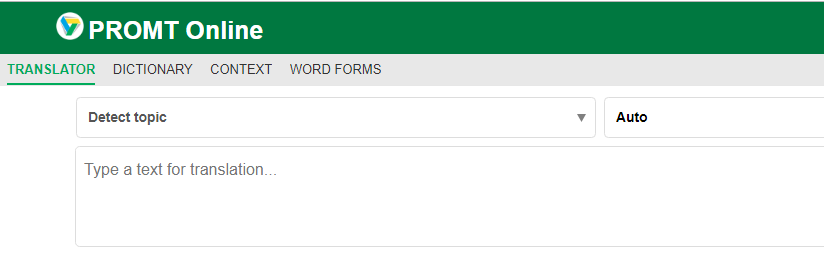 PROMT Online
TRANSLATOR DICTIONARY CONTEXT WORD FORMS
Detect topic Auto
Type a text for translation...